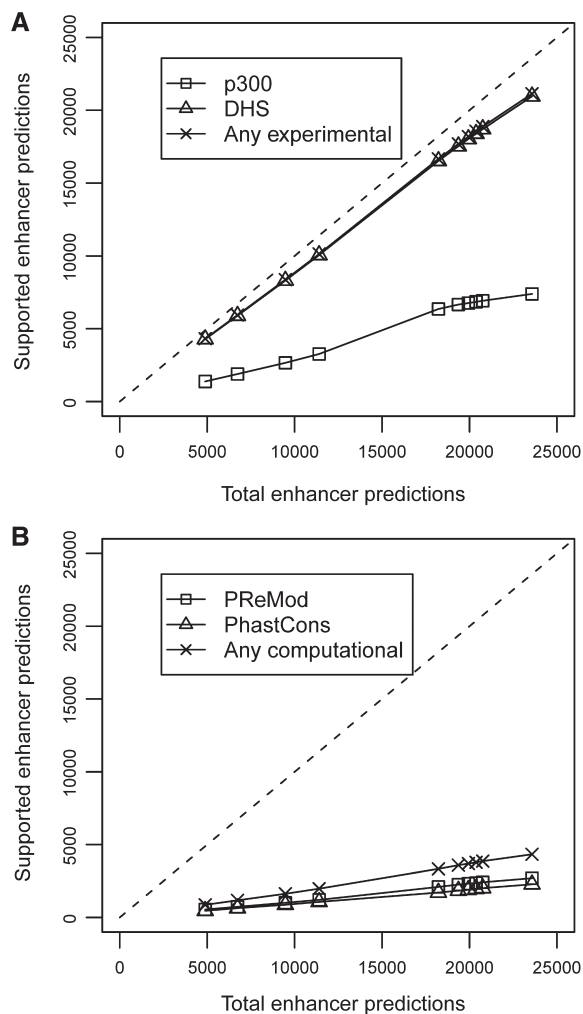 A
Supported enhancer predictions
25000
20000
15000
10000
5000
0
p300
DHS
Any experimental
0 5000 10000 15000 20000 25000
Total enhancer predictions
B
Supported enhancer predictions
25000
20000
15000
10000
5000
0
PReMod
PhastCons
Any computational
0 5000 10000 15000 20000 25000
Total enhancer predictions